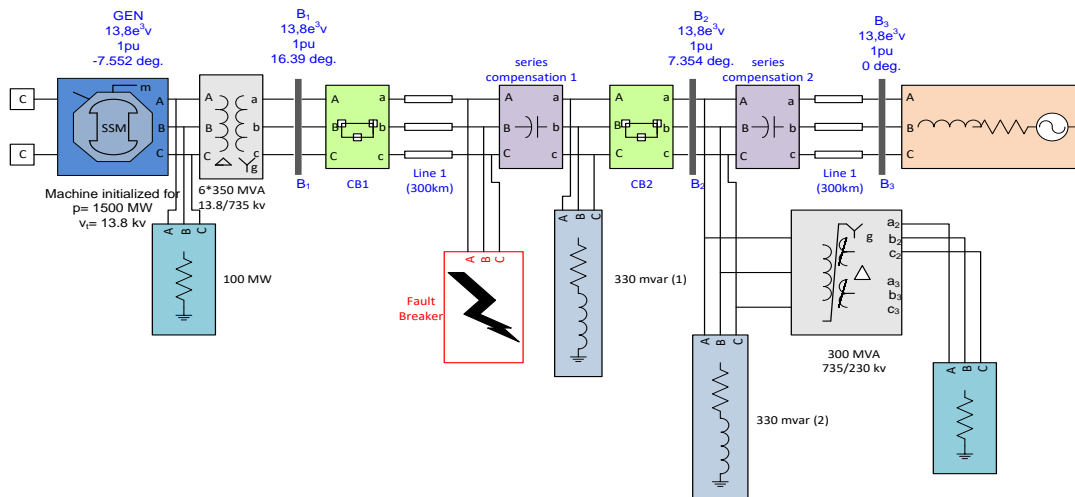 GEN
13,8e³v
1pu
-7.552 deg.
B₁
13,8e³v
1pu
16.39 deg.
B₂
13,8e³v
1pu
7.354 deg.
B₃
13,8e³v
1pu
0 deg.
series
compensation 1
series
compensation 2
C
C
m
SSM
A
B
C
A
B
C
a
b
c
Yg
A
B
C
a
b
c
A
B
C
a
b
c
A
B
C
a
b
c
A
B
C
a
b
c
A
B
C
B₁
CB1
Line 1
(300km)
CB2
B₂
Line 1
(300km)
B₃
Machine initialized for
p= 1500 MW
vₜ= 13.8 kv
6*350 MVA
13.8/735 kv
A B C
100 MW
A B C
Fault
Breaker
A B C
330 mvar (1)
A B C
330 mvar (2)
Y g
a₂
b₂
c₂
a₃
b₃
c₃
300 MVA
735/230 kv
A B C